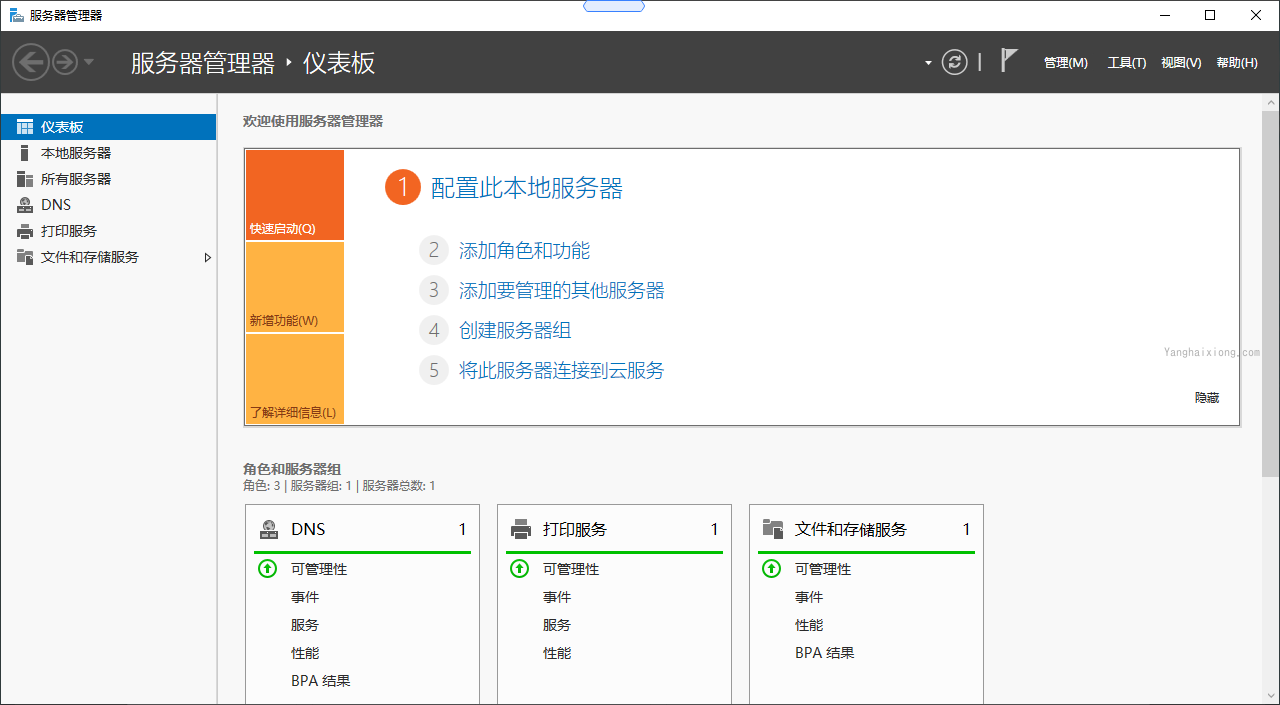 服务器管理器
服务器管理器 仪表板
管理(M) 工具(T) 视图(V) 帮助(H)
仪表板
本地服务器
所有服务器
DNS
打印服务
文件和存储服务
欢迎使用服务器管理器
快速启动(Q)
新增功能(W)
了解详细信息(L)
1 配置此本地服务器
2 添加角色和功能
3 添加要管理的其他服务器
4 创建服务器组
5 将此服务器连接到云服务
Yanghaixiong.com
隐藏
角色和服务器组
角色: 3 | 服务器组: 1 | 服务器总数: 1
DNS 1
可管理性
事件
服务
性能
BPA 结果
打印服务 1
可管理性
事件
服务
性能
文件和存储服务 1
可管理性
事件
性能
BPA 结果